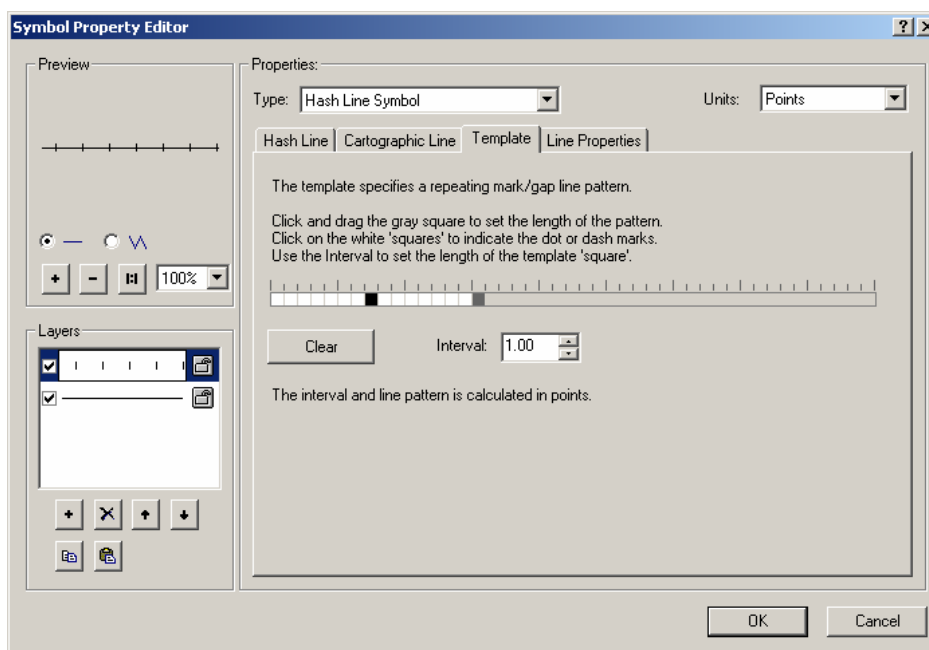 Symbol Property Editor
Preview
100%
Layers
Properties:
Type: Hash Line Symbol Units: Points
Hash Line Cartographic Line Template Line Properties
The template specifies a repeating mark/gap line pattern.
Click and drag the gray square to set the length of the pattern.
Click on the white 'squares' to indicate the dot or dash marks.
Use the Interval to set the length of the template 'square'.
Clear Interval: 1.00
The interval and line pattern is calculated in points.
OK Cancel